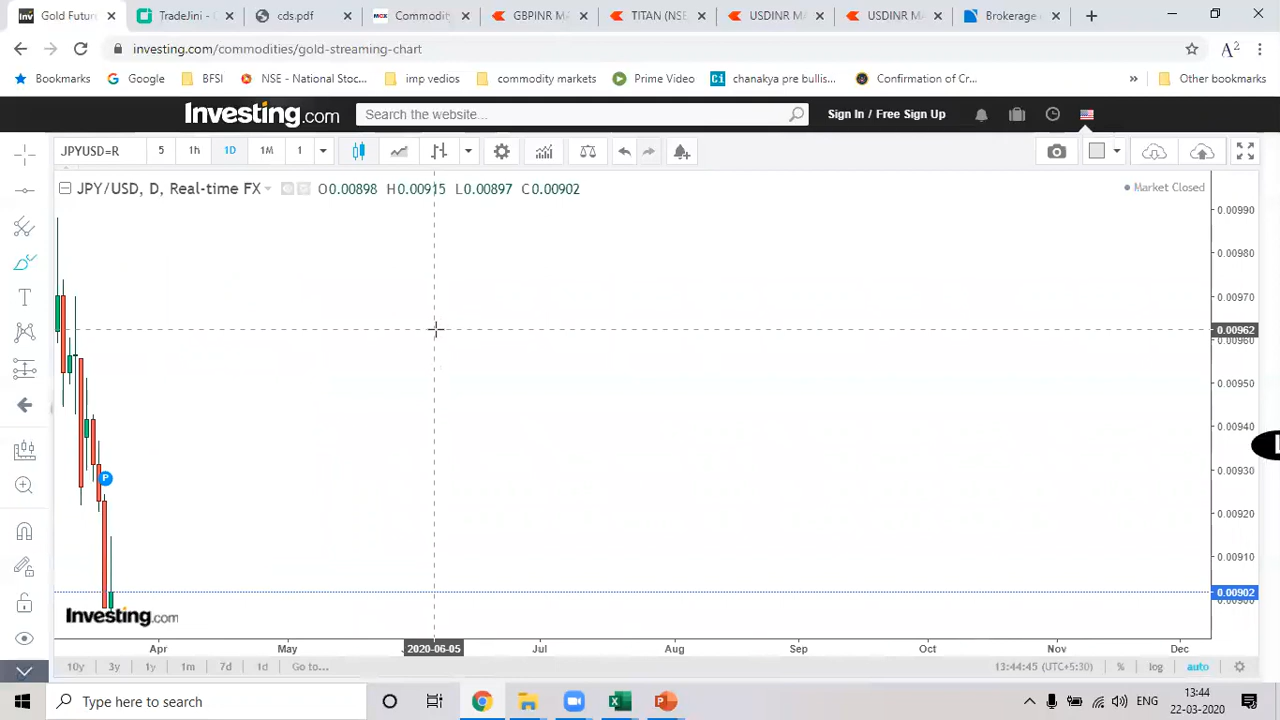 Gold Futur
TradeJini - C
cds.pdf
Commodity
GBPINR MA
TITAN (NSE
USDINR MA
USDINR MA
Brokerage c
investing.com/commodities/gold-streaming-chart
Bookmarks
Google
BFSI
NSE - National Stoc...
imp vedios
commodity markets
Prime Video
Ci
chanakya pre bullis...
Confirmation of Cr...
Other bookmarks
Investing.com
Search the website...
Sign In / Free Sign Up
JPYUSD=R
5
1h
1D
1M
1
JPY/USD, D, Real-time FX
O0.00898 H0.00915 L0.00897 C0.00902
Market Closed
0.00990
0.00980
0.00970
0.00962
0.00960
0.00950
0.00940
0.00930
P
0.00920
0.00910
0.00902
Investing.com
Apr
May
2020-06-05
Jul
Aug
Sep
Oct
Nov
Dec
10y
3y
1y
1m
7d
1d
Go to...
13:44:45 (UTC+5:30)
%
log
auto
Type here to search
ENG
13:44
22-03-2020